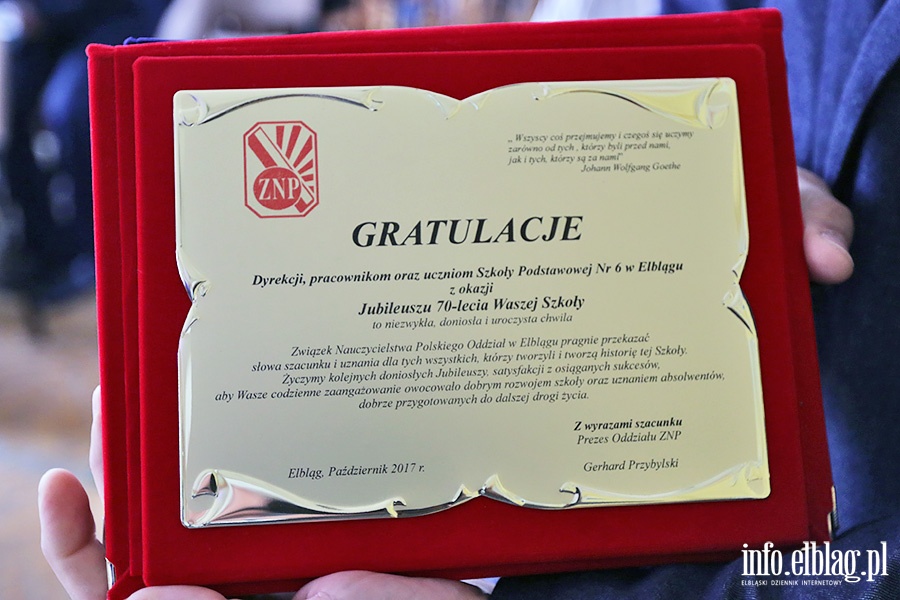 „Wszyscy coś przejmujemy i czegoś się uczymy
zarówno od tych , którzy byli przed nami,
jak i tych, którzy są za nami"
Johann Wolfgang Goethe
ZNP
GRATULACJE
Dyrekcji, pracownikom oraz uczniom Szkoły Podstawowej Nr 6 w Elblągu
z okazji
Jubileuszu 70-lecia Waszej Szkoły
to niezwykła, doniosła i uroczysta chwila
Związek Nauczycielstwa Polskiego Oddział w Elblągu pragnie przekazać
słowa szacunku i uznania dla tych wszystkich, którzy tworzyli i tworzą historię tej Szkoły.
Życzymy kolejnych doniosłych Jubileuszy, satysfakcji z osiąganych sukcesów,
aby Wasze codzienne zaangażowanie owocowało dobrym rozwojem szkoły oraz uznaniem absolwentów,
dobrze przygotowanych do dalszej drogi życia.
Z wyrazami szacunku
Prezes Oddziału ZNP
Elbląg, Październik 2017 r.
Gerhard Przybylski
info.elblag.pl
ELBLĄSKI DZIENNIK INTERNETOWY